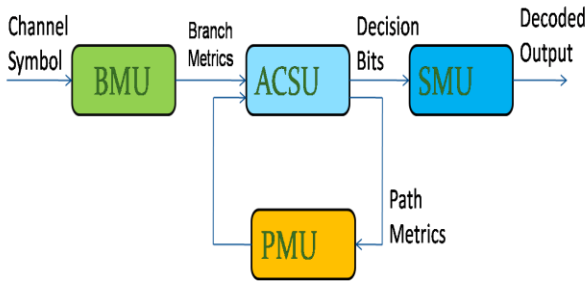 Channel
Symbol
BMU
Branch
Metrics
ACSU
Decision
Bits
SMU
Decoded
Output
PMU
Path
Metrics